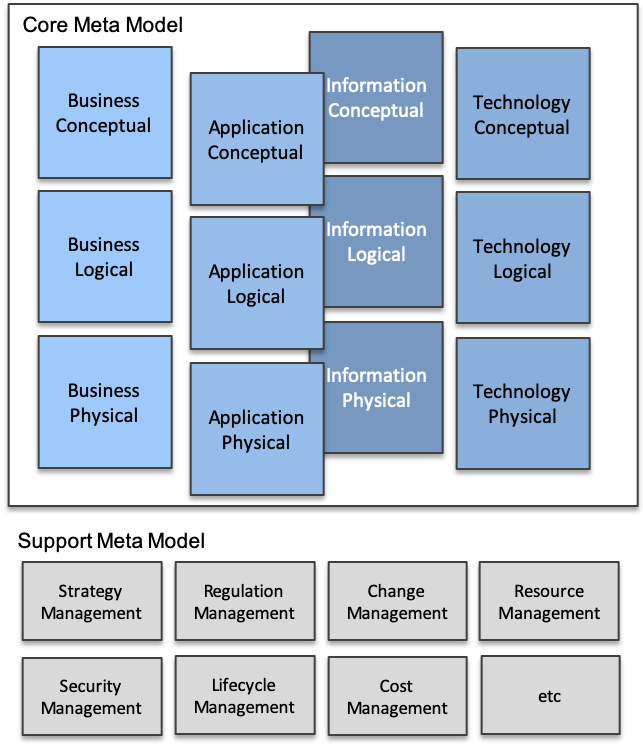 Core Meta Model
Business
Conceptual
Application
Conceptual
Information
Conceptual
Technology
Conceptual
Business
Logical
Application
Logical
Information
Logical
Technology
Logical
Business
Physical
Application
Physical
Information
Physical
Technology
Physical
Support Meta Model
Strategy
Management
Regulation
Management
Change
Management
Resource
Management
Security
Management
Lifecycle
Management
Cost
Management
etc